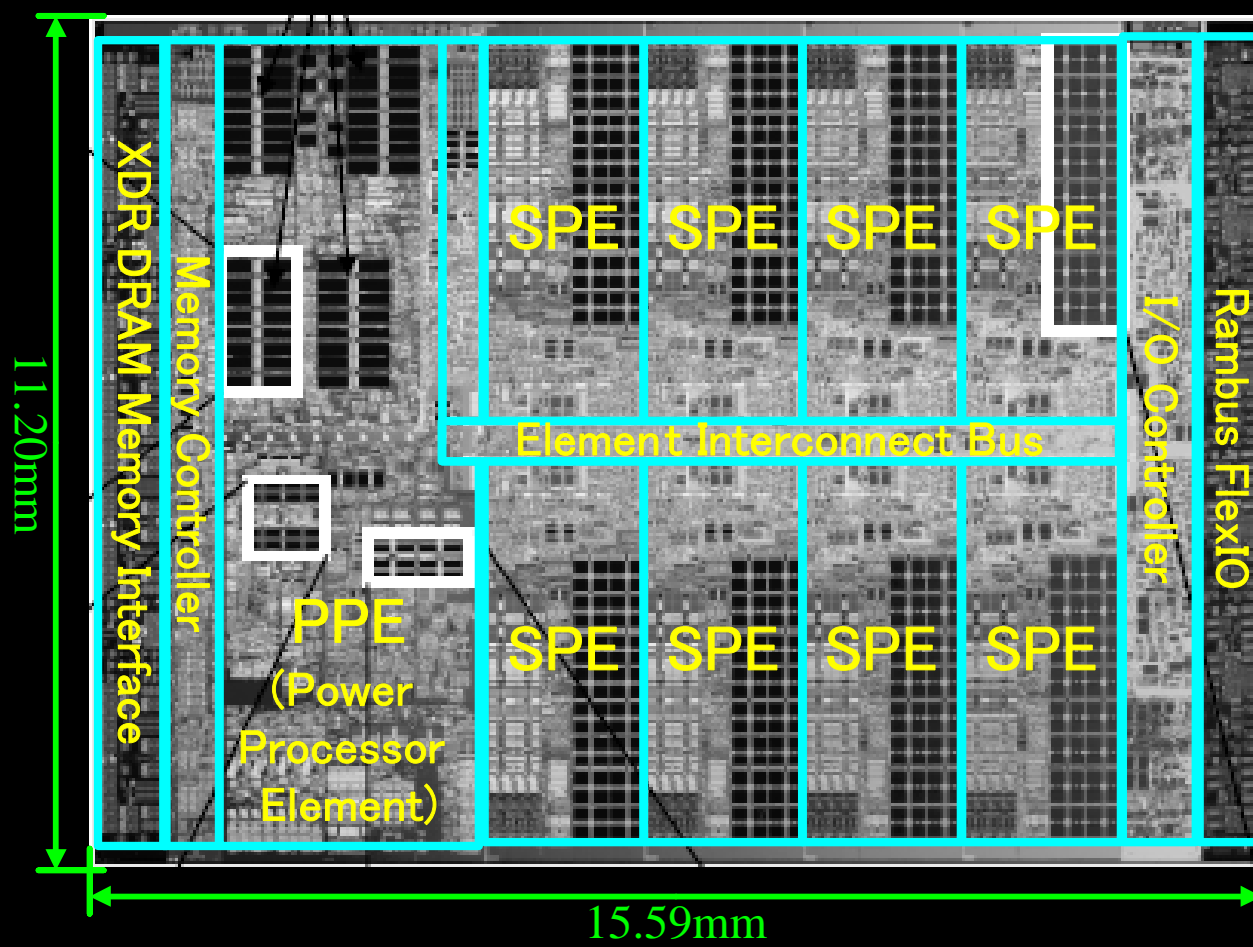 XDR DRAM Memory Interface
Memory Controller
SPE SPE SPE SPE
Element Interconnect Bus
PPE
(Power
Processor
Element)
SPE SPE SPE SPE
I/O Controller
Rambus FlexIO
11.20mm
15.59mm